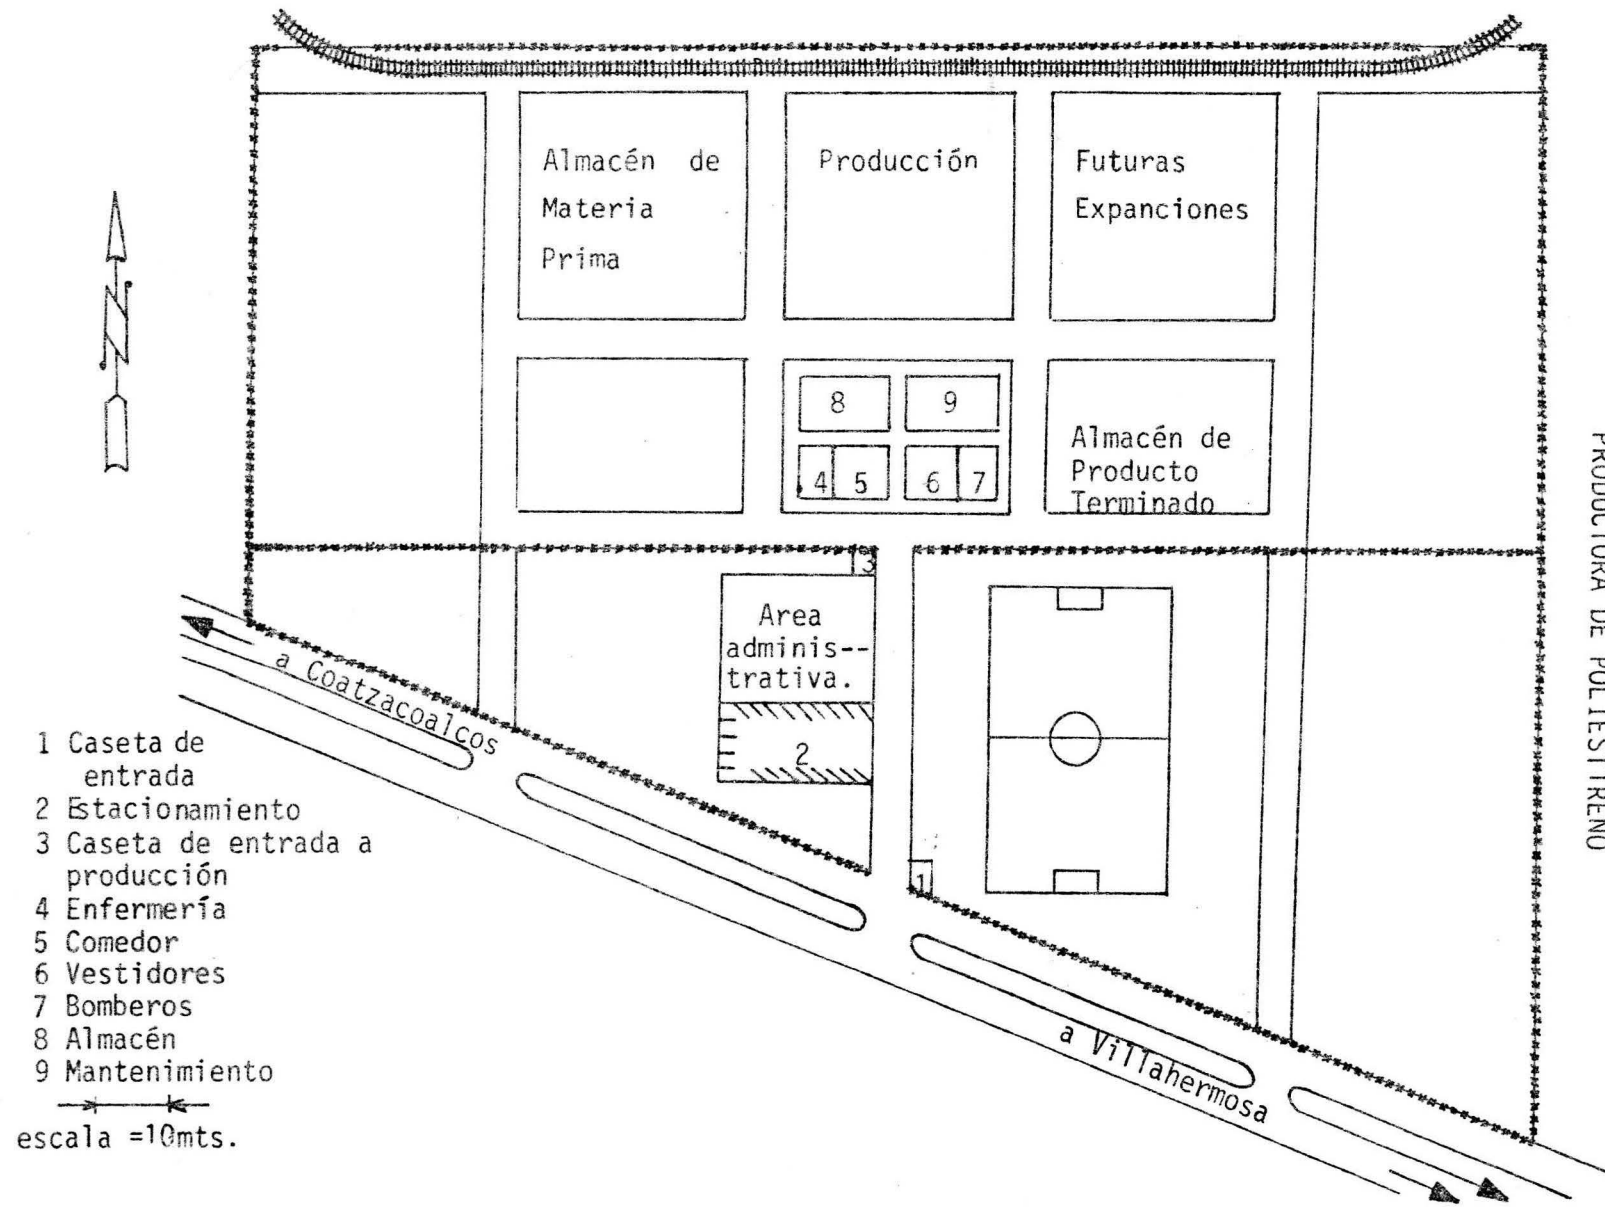 Almacén de
Materia
Prima
Producción
Futuras
Expanciones
8
9
4
5
6
7
Almacén de
Producto
Terminado
3
Area
adminis--
trativa.
2
1
a Coatzacoalcos
a Villahermosa
1 Caseta de
entrada
2 Estacionamiento
3 Caseta de entrada a
producción
4 Enfermería
5 Comedor
6 Vestidores
7 Bomberos
8 Almacén
9 Mantenimiento
escala =10mts.
PRODUCTORA DE POLIESTIRENO